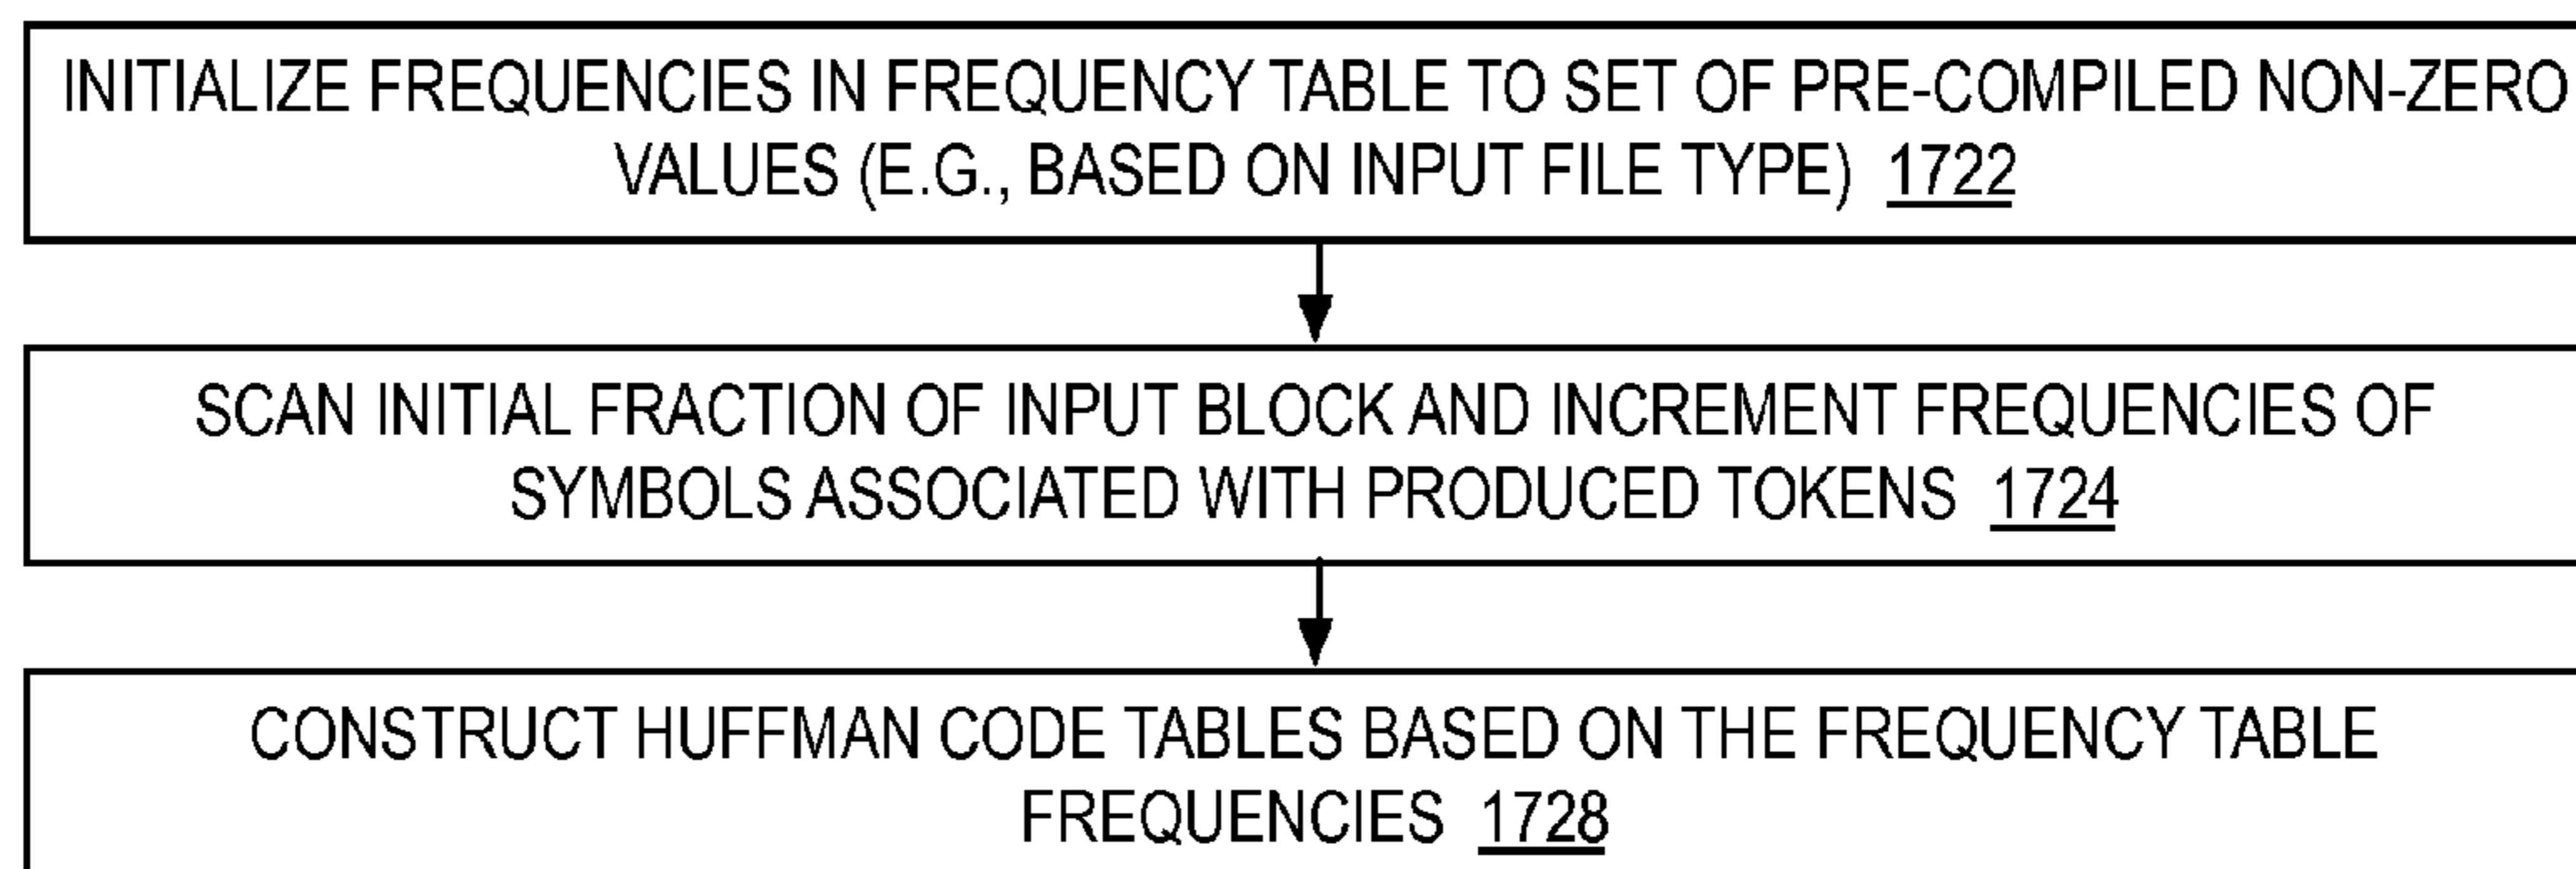 INITIALIZE FREQUENCIES IN FREQUENCY TABLE TO SET OF PRE-COMPILED NON-ZERO
VALUES (E.G., BASED ON INPUT FILE TYPE) 1722
SCAN INITIAL FRACTION OF INPUT BLOCK AND INCREMENT FREQUENCIES OF
SYMBOLS ASSOCIATED WITH PRODUCED TOKENS 1724
CONSTRUCT HUFFMAN CODE TABLES BASED ON THE FREQUENCY TABLE
FREQUENCIES 1728